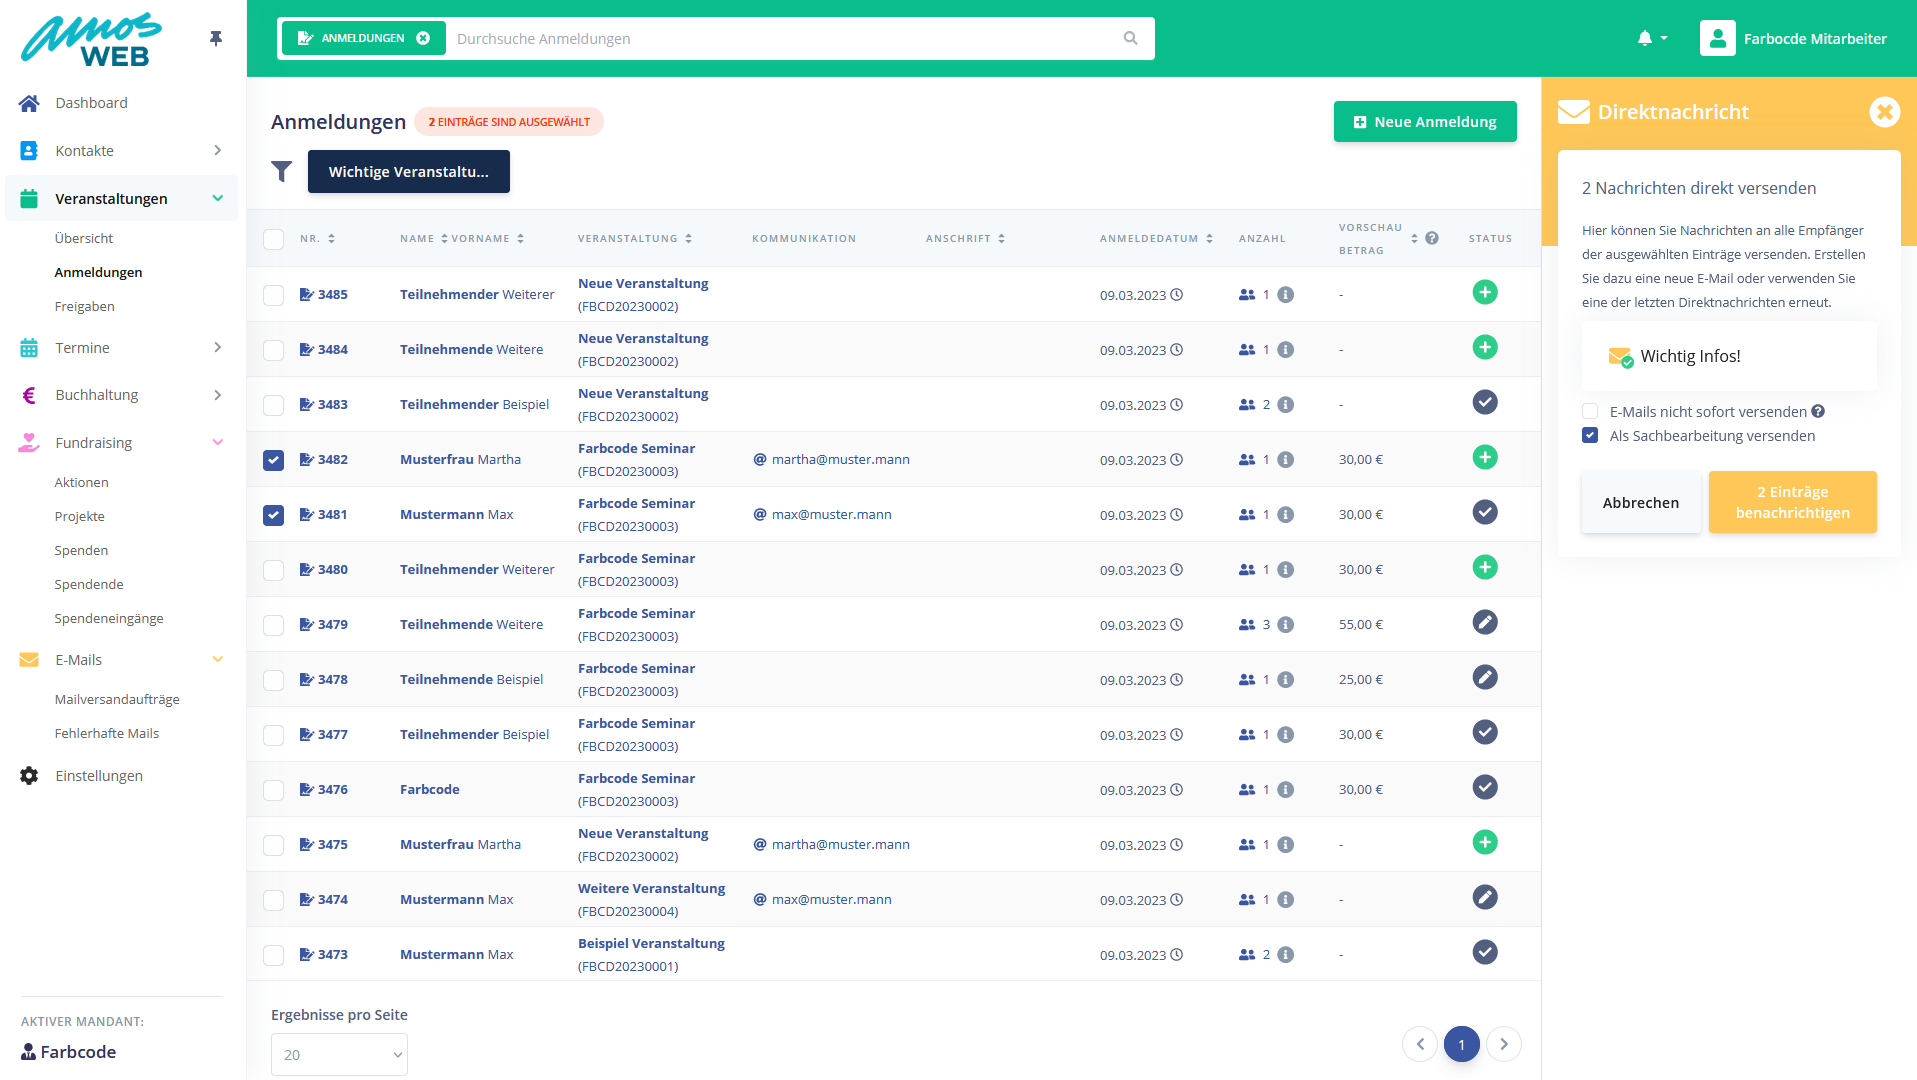 amos
WEB
ANMELDUNGEN
Durchsuche Anmeldungen
Farbocde Mitarbeiter
Dashboard
Kontakte
Veranstaltungen
Übersicht
Anmeldungen
Freigaben
Termine
Buchhaltung
Fundraising
Aktionen
Projekte
Spenden
Spendende
Spendeneingänge
E-Mails
Mailversandaufträge
Fehlerhafte Mails
Einstellungen
AKTIVER MANDANT:
Farbcode
Anmeldungen 2 EINTRÄGE SIND AUSGEWÄHLT
Neue Anmeldung
Wichtige Veranstaltu...
NR. NAME VORNAME VERANSTALTUNG KOMMUNIKATION ANSCHRIFT ANMELDEDATUM ANZAHL VORSCHAU BETRAG STATUS
3485 Teilnehmender Weiterer Neue Veranstaltung (FBCD20230002) 09.03.2023 1 -
3484 Teilnehmende Weitere Neue Veranstaltung (FBCD20230002) 09.03.2023 1 -
3483 Teilnehmender Beispiel Neue Veranstaltung (FBCD20230002) 09.03.2023 2 -
3482 Musterfrau Martha Farbcode Seminar (FBCD20230003) @ martha@muster.mann 09.03.2023 1 30,00 €
3481 Mustermann Max Farbcode Seminar (FBCD20230003) @ max@muster.mann 09.03.2023 1 30,00 €
3480 Teilnehmender Weiterer Farbcode Seminar (FBCD20230003) 09.03.2023 1 30,00 €
3479 Teilnehmende Weitere Farbcode Seminar (FBCD20230003) 09.03.2023 3 55,00 €
3478 Teilnehmende Beispiel Farbcode Seminar (FBCD20230003) 09.03.2023 1 25,00 €
3477 Teilnehmender Beispiel Farbcode Seminar (FBCD20230003) 09.03.2023 1 30,00 €
3476 Farbcode Farbcode Seminar (FBCD20230003) 09.03.2023 1 30,00 €
3475 Musterfrau Martha Neue Veranstaltung (FBCD20230002) @ martha@muster.mann 09.03.2023 1 -
3474 Mustermann Max Weitere Veranstaltung (FBCD20230004) @ max@muster.mann 09.03.2023 1 -
3473 Mustermann Max Beispiel Veranstaltung (FBCD20230001) 09.03.2023 2 -
Ergebnisse pro Seite
20
1
Direktnachricht
2 Nachrichten direkt versenden
Hier können Sie Nachrichten an alle Empfänger
der ausgewählten Einträge versenden. Erstellen
Sie dazu eine neue E-Mail oder verwenden Sie
eine der letzten Direktnachrichten erneut.
Wichtig Infos!
E-Mails nicht sofort versenden
Als Sachbearbeitung versenden
Abbrechen
2 Einträge
benachrichtigen